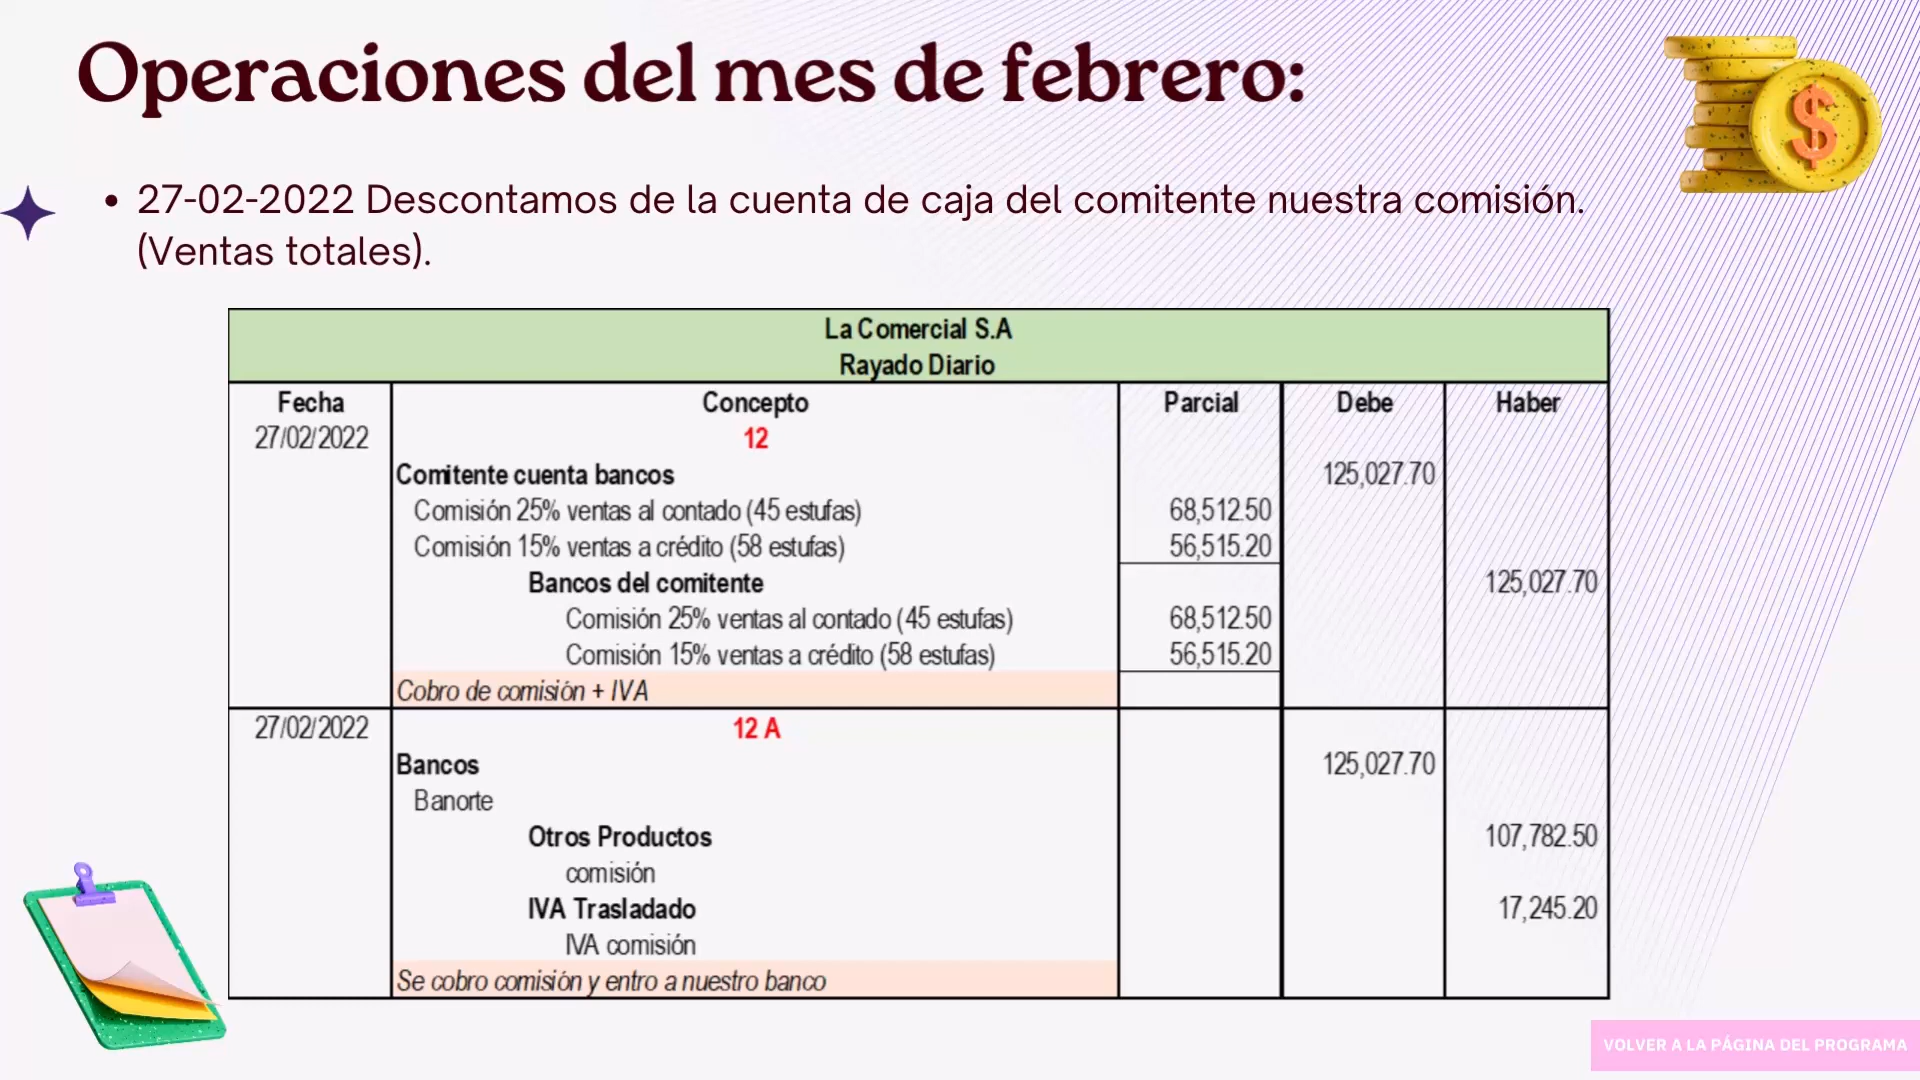 Operaciones del mes de febrero:
• 27-02-2022 Descontamos de la cuenta de caja del comitente nuestra comisión.
(Ventas totales).
La Comercial S.A
Rayado Diario
Fecha Concepto Parcial Debe Haber
27/02/2022 12
Comitente cuenta bancos 125,027.70
Comisión 25% ventas al contado (45 estufas) 68,512.50
Comisión 15% ventas a crédito (58 estufas) 56,515.20
Bancos del comitente 125,027.70
Comisión 25% ventas al contado (45 estufas) 68,512.50
Comisión 15% ventas a crédito (58 estufas) 56,515.20
Cobro de comisión + IVA
27/02/2022 12 A
Bancos 125,027.70
Banorte
Otros Productos 107,782.50
comisión
IVA Trasladado 17,245.20
IVA comisión
Se cobro comisión y entro a nuestro banco
VOLVER A LA PÁGINA DEL PROGRAMA
$